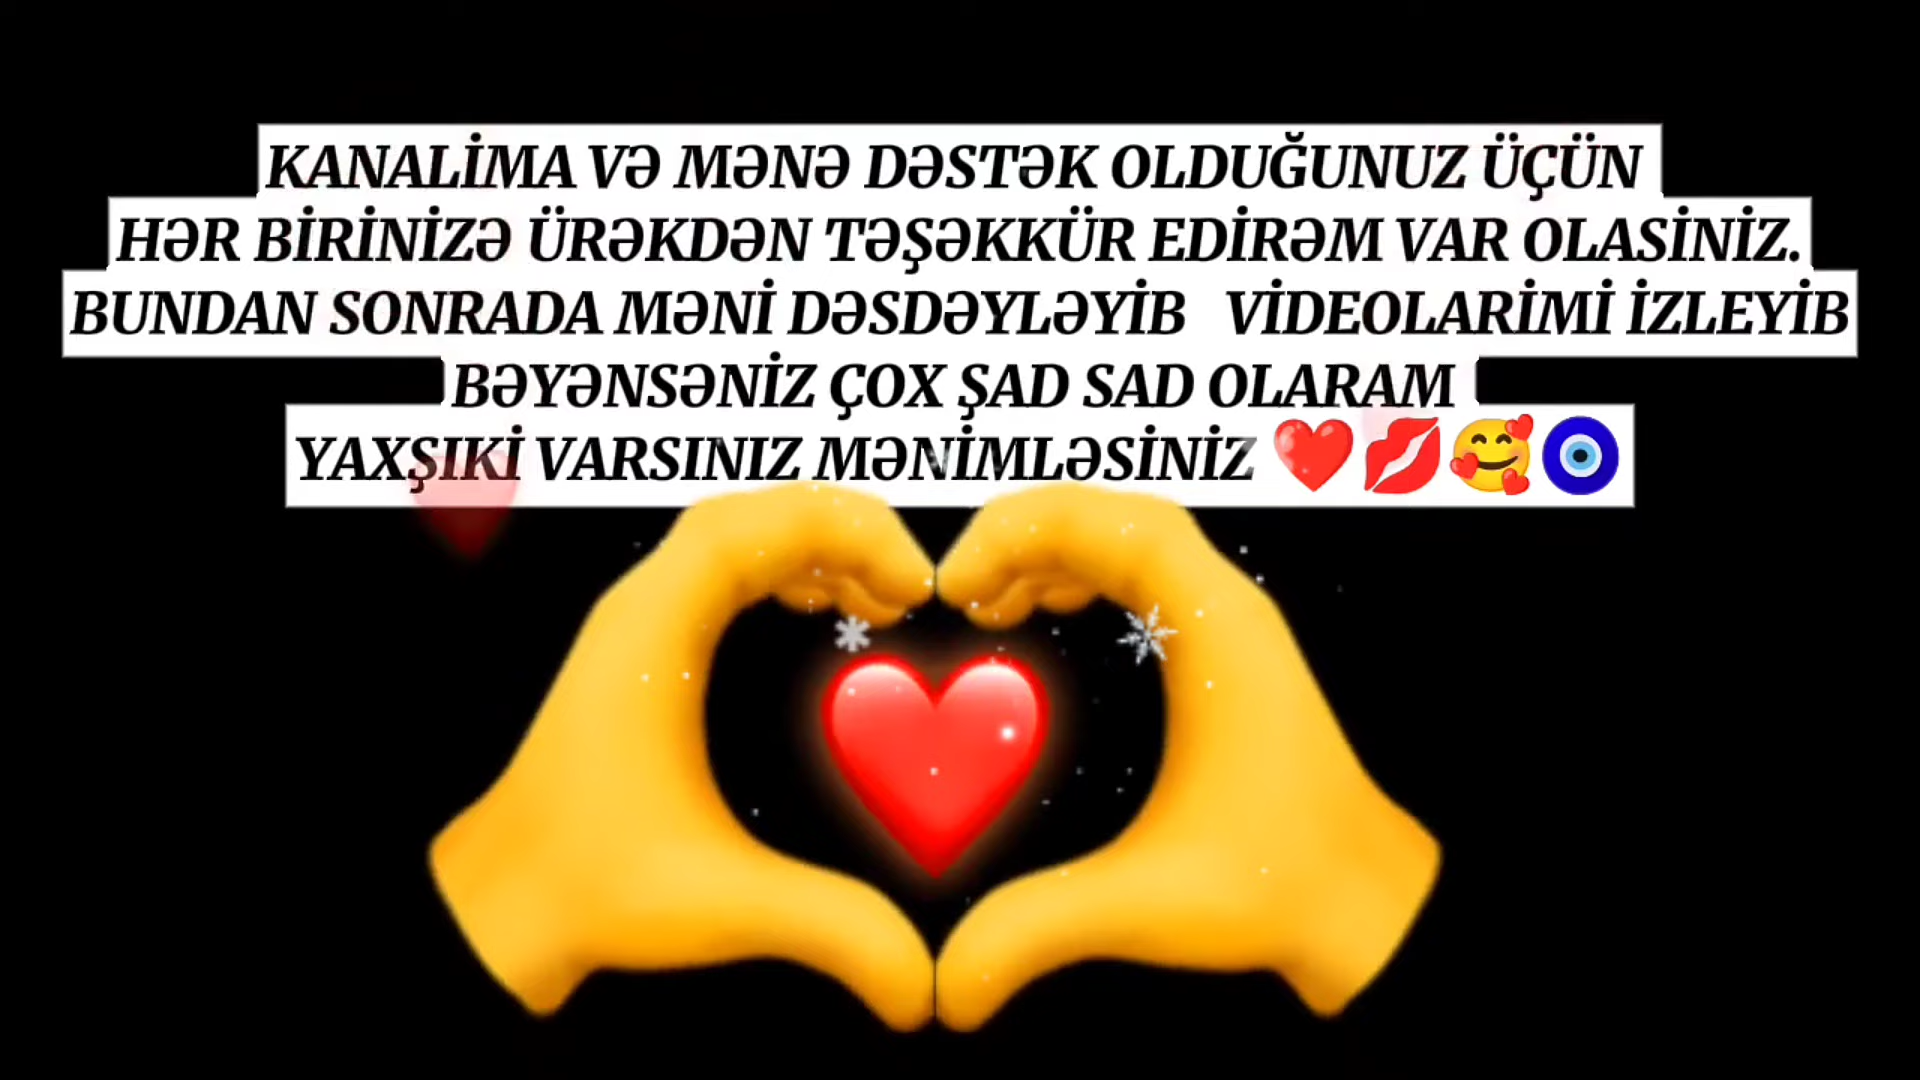 KANALİMA VƏ MƏNƏ DƏSTƏK OLDUĞUNUZ ÜÇÜN
HƏR BİRİNİZƏ ÜRƏKDƏN TƏŞƏKKÜR EDİRƏM VAR OLASİNİZ.
BUNDAN SONRADA MƏNİ DƏSDƏYLƏYİB VİDEOLARİMİ İZLEYİB
BƏYƏNSƏNİZ ÇOX ŞAD SAD OLARAM
YAXŞIKİ VARSINIZ MƏNİMLƏSİNİZ ❤️💋🥰🧿